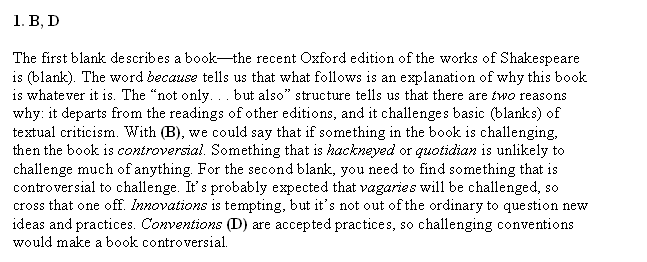 1. B, D
The first blank describes a book—the recent Oxford edition of the works of Shakespeare
is (blank). The word because tells us that what follows is an explanation of why this book
is whatever it is. The “not only. . . but also” structure tells us that there are two reasons
why: it departs from the readings of other editions, and it challenges basic (blanks) of
textual criticism. With (B), we could say that if something in the book is challenging,
then the book is controversial. Something that is hackneyed or quotidian is unlikely to
challenge much of anything. For the second blank, you need to find something that is
controversial to challenge. It’s probably expected that vagaries will be challenged, so
cross that one off. Innovations is tempting, but it’s not out of the ordinary to question new
ideas and practices. Conventions (D) are accepted practices, so challenging conventions
would make a book controversial.